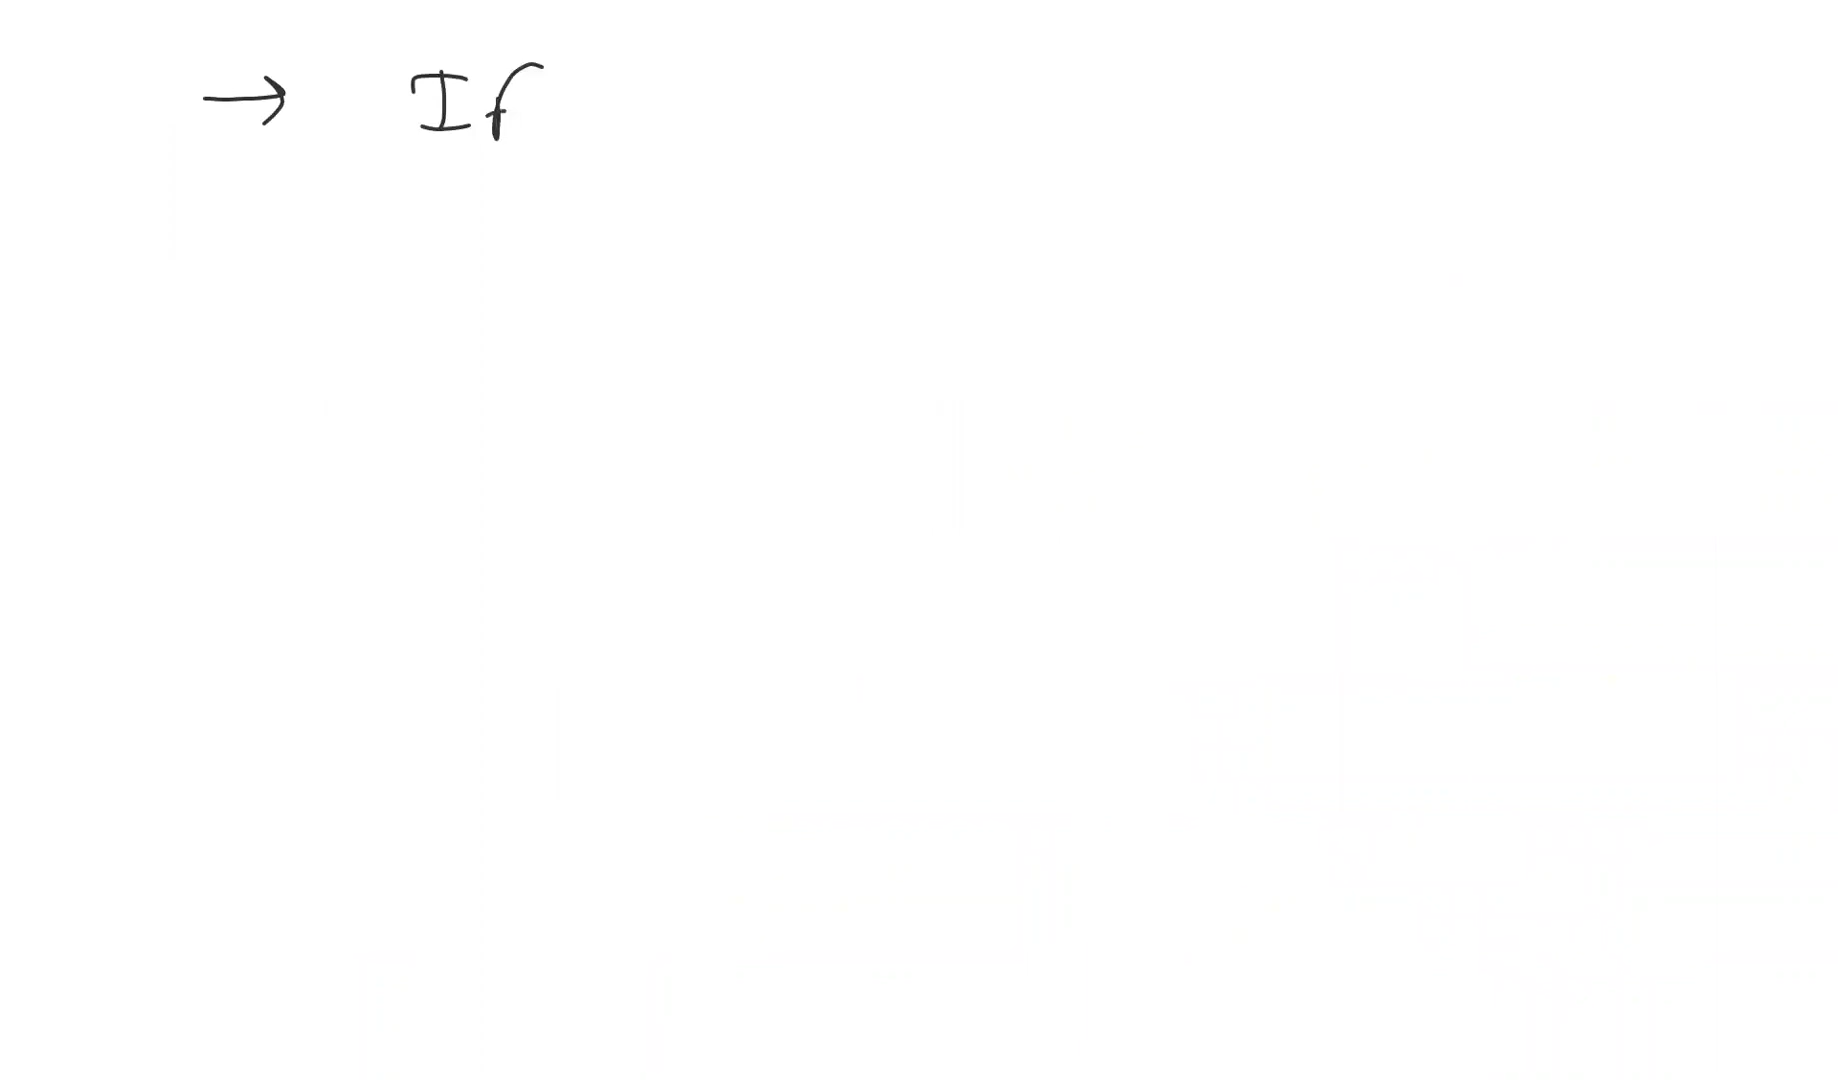 → If